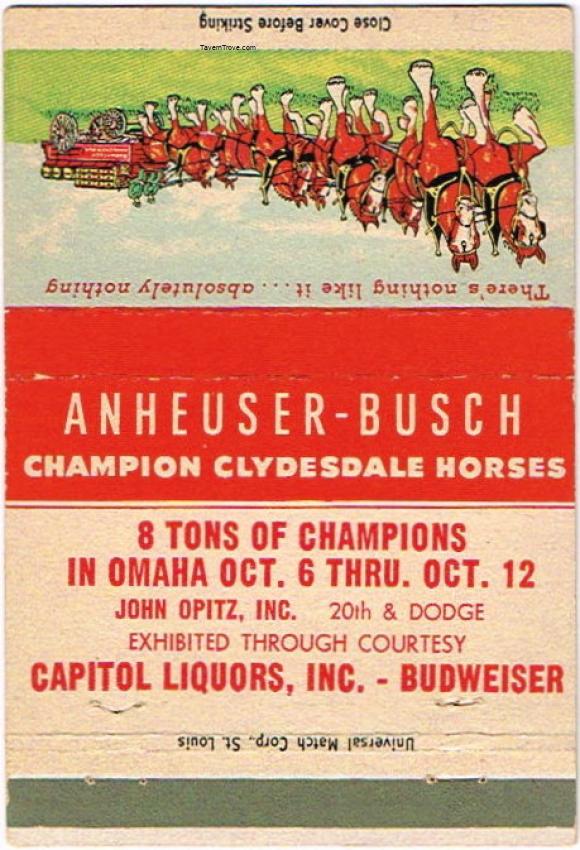 Close Cover Before Striking
TavernTrove.com
There's nothing like it . . . . absolutely nothing
ANHEUSER-BUSCH
CHAMPION CLYDESDALE HORSES
8 TONS OF CHAMPIONS
IN OMAHA OCT. 6 THRU. OCT. 12
JOHN OPITZ, INC. 20th & DODGE
EXHIBITED THROUGH COURTESY
CAPITOL LIQUORS, INC. - BUDWEISER
Universal Match Corp., St. Louis